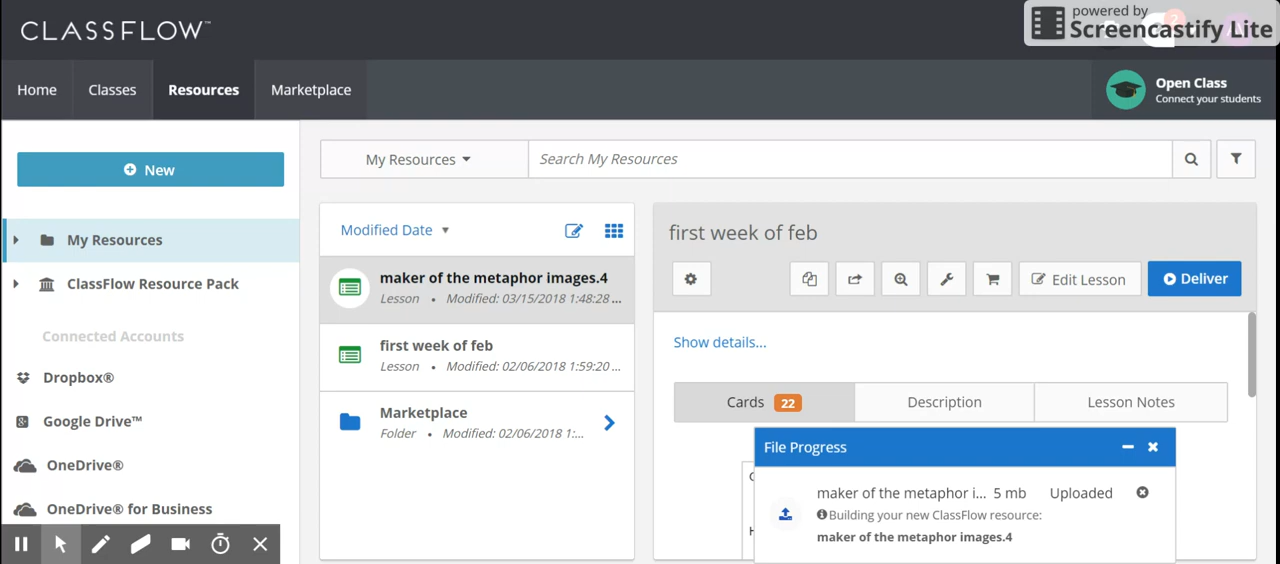 CLASSFLOW™
powered by
Screencastify Lite
Home
Classes
Resources
Marketplace
Open Class
Connect your students
New
My Resources
Search My Resources
My Resources
ClassFlow Resource Pack
Connected Accounts
Dropbox®
Google Drive™
OneDrive®
OneDrive® for Business
Modified Date
maker of the metaphor images.4
Lesson • Modified: 03/15/2018 1:48:28 ...
first week of feb
Lesson • Modified: 02/06/2018 1:59:20 ...
Marketplace
Folder • Modified: 02/06/2018 1:...
first week of feb
Edit Lesson
Deliver
Show details...
Cards 22
Description
Lesson Notes
File Progress
maker of the metaphor i... 5 mb Uploaded
Building your new ClassFlow resource:
maker of the metaphor images.4